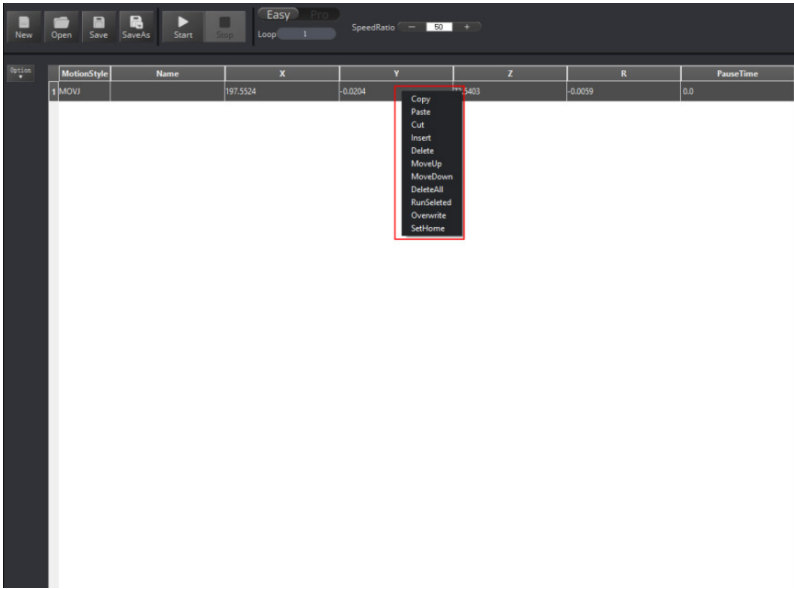 Easy Pro
New Open Save SaveAs Start Stop Loop 1 SpeedRatio − 50 +
Option
MotionStyle Name X Y Z R PauseTime
1 MOVJ 197.5524 -0.0204 -0.0059 0.0
Copy
Paste
Cut
Insert
Delete
MoveUp
MoveDown
DeleteAll
RunSeleted
Overwrite
SetHome